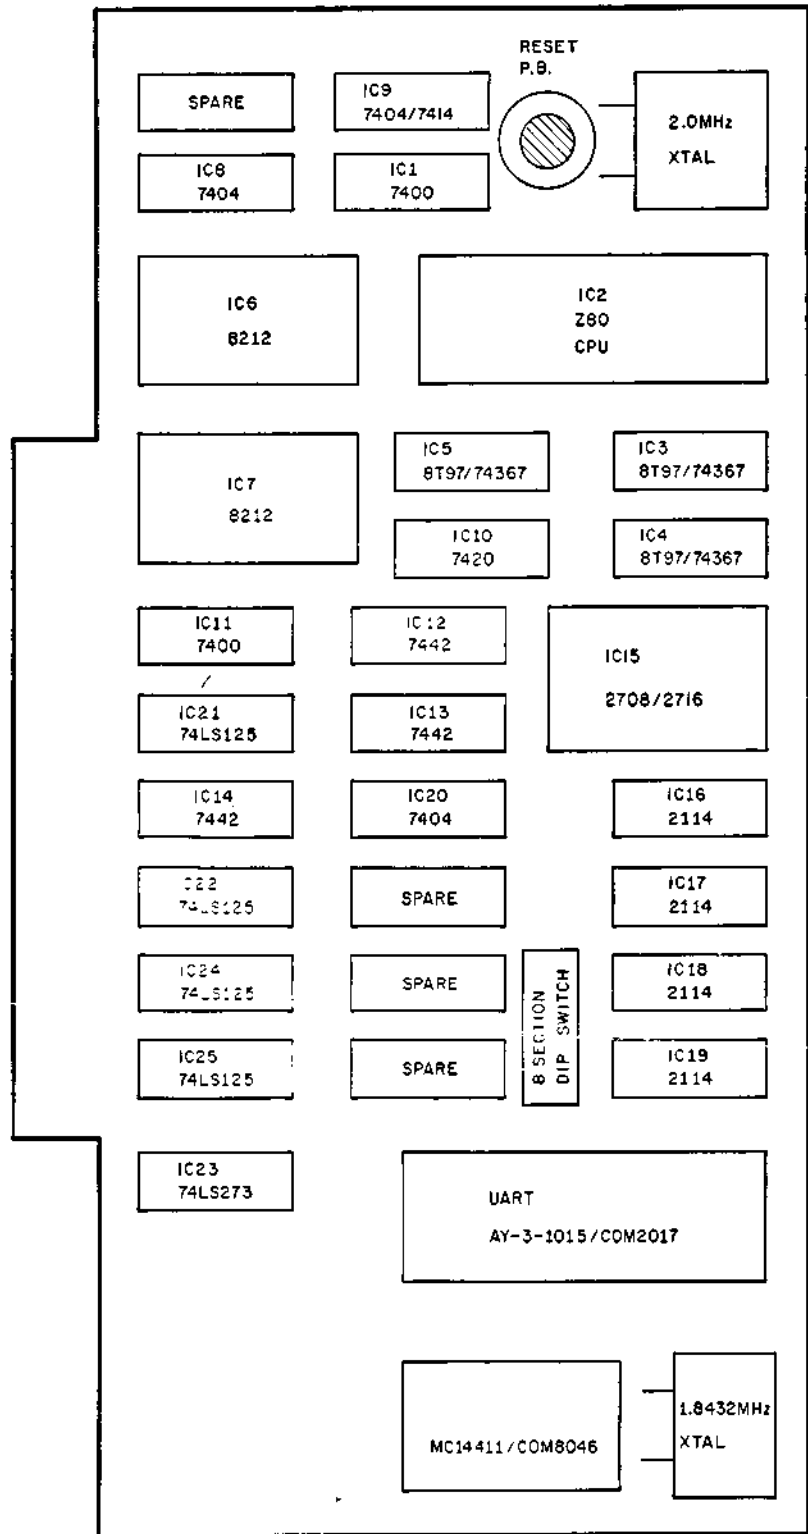 RESET
P.B.
SPARE
IC9
7404/7414
2.0MHz
XTAL
IC8
7404
IC1
7400
IC6
8212
IC2
Z80
CPU
IC7
8212
IC5
8T97/74367
IC3
8T97/74367
IC10
7420
IC4
8T97/74367
IC11
7400
IC12
7442
IC15
2708/2716
IC21
74LS125
IC13
7442
IC14
7442
IC20
7404
IC16
2114
IC22
74LS125
SPARE
IC17
2114
IC24
74LS125
SPARE
8 SECTION
DIP SWITCH
IC18
2114
IC25
74LS125
SPARE
IC19
2114
IC23
74LS273
UART
AY-3-1015/COM2017
MC14411/COM8046
1.8432MHz
XTAL